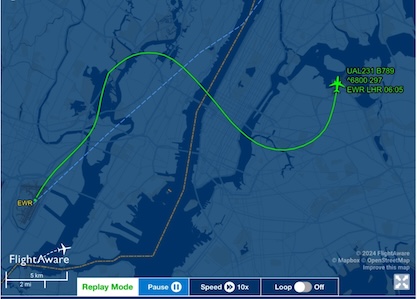 UAL231 B789
^6800 297
EWR LHR 06:05
EWR
FlightAware
5 km
2 mi
© 2024 FlightAware
© Mapbox © OpenStreetMap
Improve this map
Replay Mode
Pause
Speed 10x
Loop Off